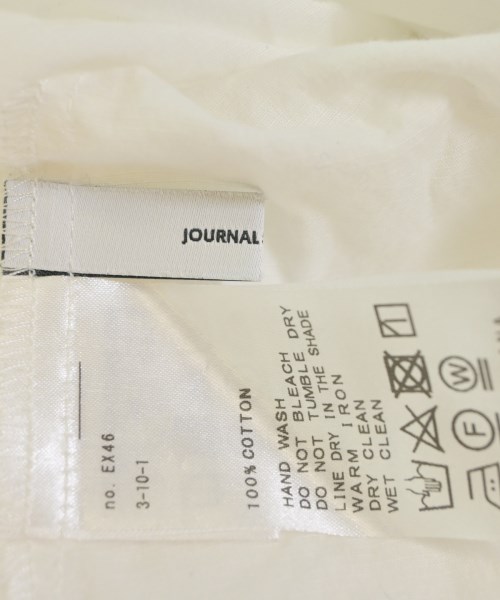 JOURNAL
no. EX46
3-10-1
100% COTTON
HAND WASH
DO NOT BLEACH
DO NOT TUMBLE DRY
LINE DRY IN THE SHADE
WARM IRON
DRY CLEAN
WET CLEAN
W
F